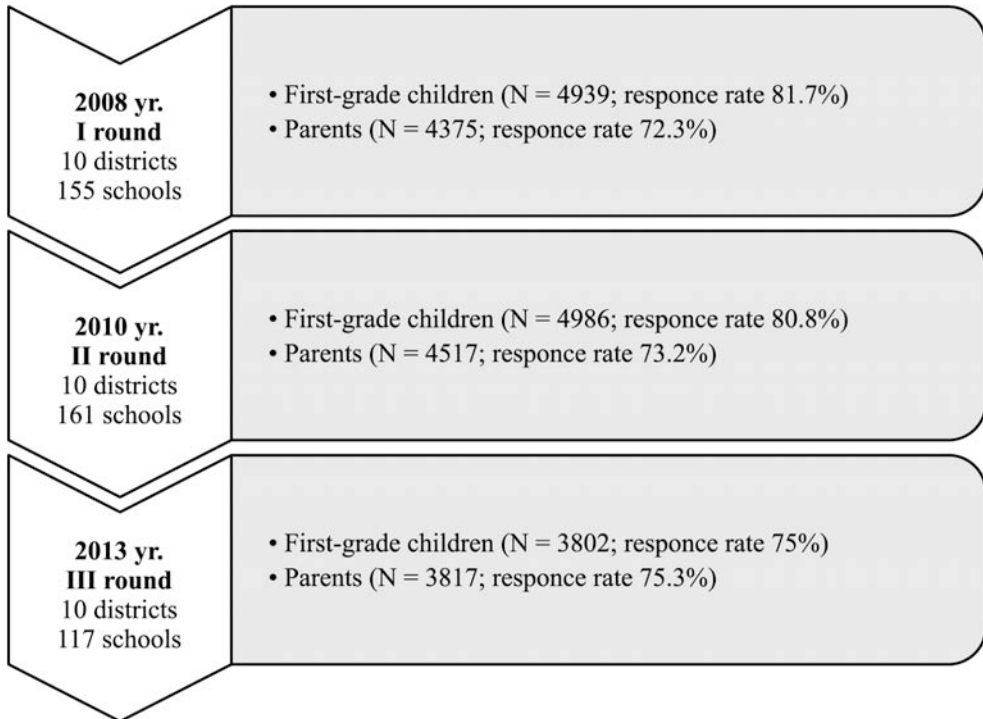 2008 yr.
I round
10 districts
155 schools
• First-grade children (N = 4939; responce rate 81.7%)
• Parents (N = 4375; responce rate 72.3%)
2010 yr.
II round
10 districts
161 schools
• First-grade children (N = 4986; responce rate 80.8%)
• Parents (N = 4517; responce rate 73.2%)
2013 yr.
III round
10 districts
117 schools
• First-grade children (N = 3802; responce rate 75%)
• Parents (N = 3817; responce rate 75.3%)